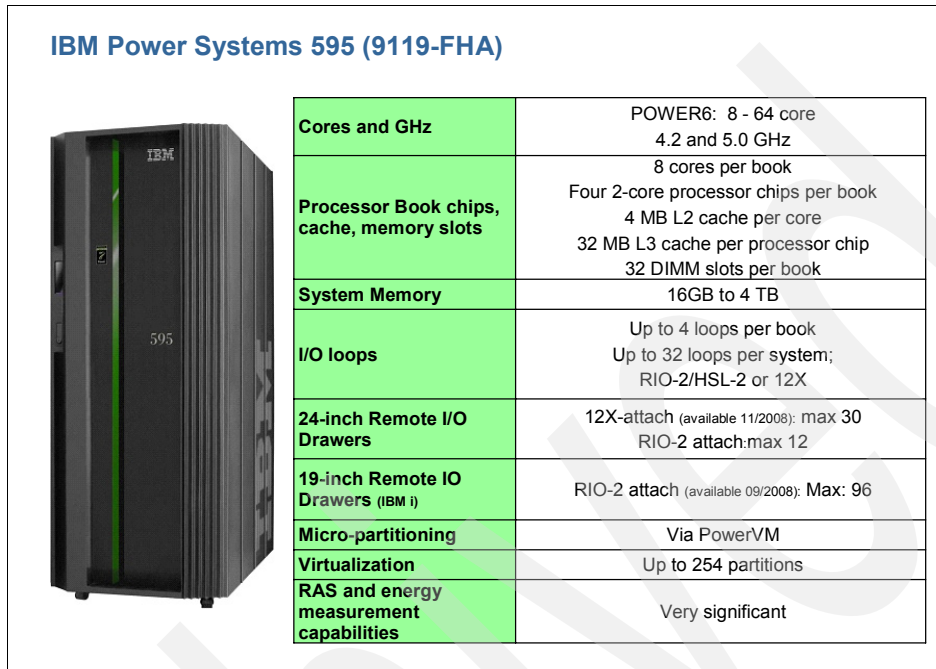 IBM Power Systems 595 (9119-FHA)
IBM
595
IBM
Cores and GHz
POWER6: 8 - 64 core
4.2 and 5.0 GHz
Processor Book chips,
cache, memory slots
8 cores per book
Four 2-core processor chips per book
4 MB L2 cache per core
32 MB L3 cache per processor chip
32 DIMM slots per book
System Memory
16GB to 4 TB
I/O loops
Up to 4 loops per book
Up to 32 loops per system;
RIO-2/HSL-2 or 12X
24-inch Remote I/O
Drawers
12X-attach (available 11/2008): max 30
RIO-2 attach:max 12
19-inch Remote IO
Drawers (IBM i)
RIO-2 attach (available 09/2008): Max: 96
Micro-partitioning
Via PowerVM
Virtualization
Up to 254 partitions
RAS and energy
measurement
capabilities
Very significant